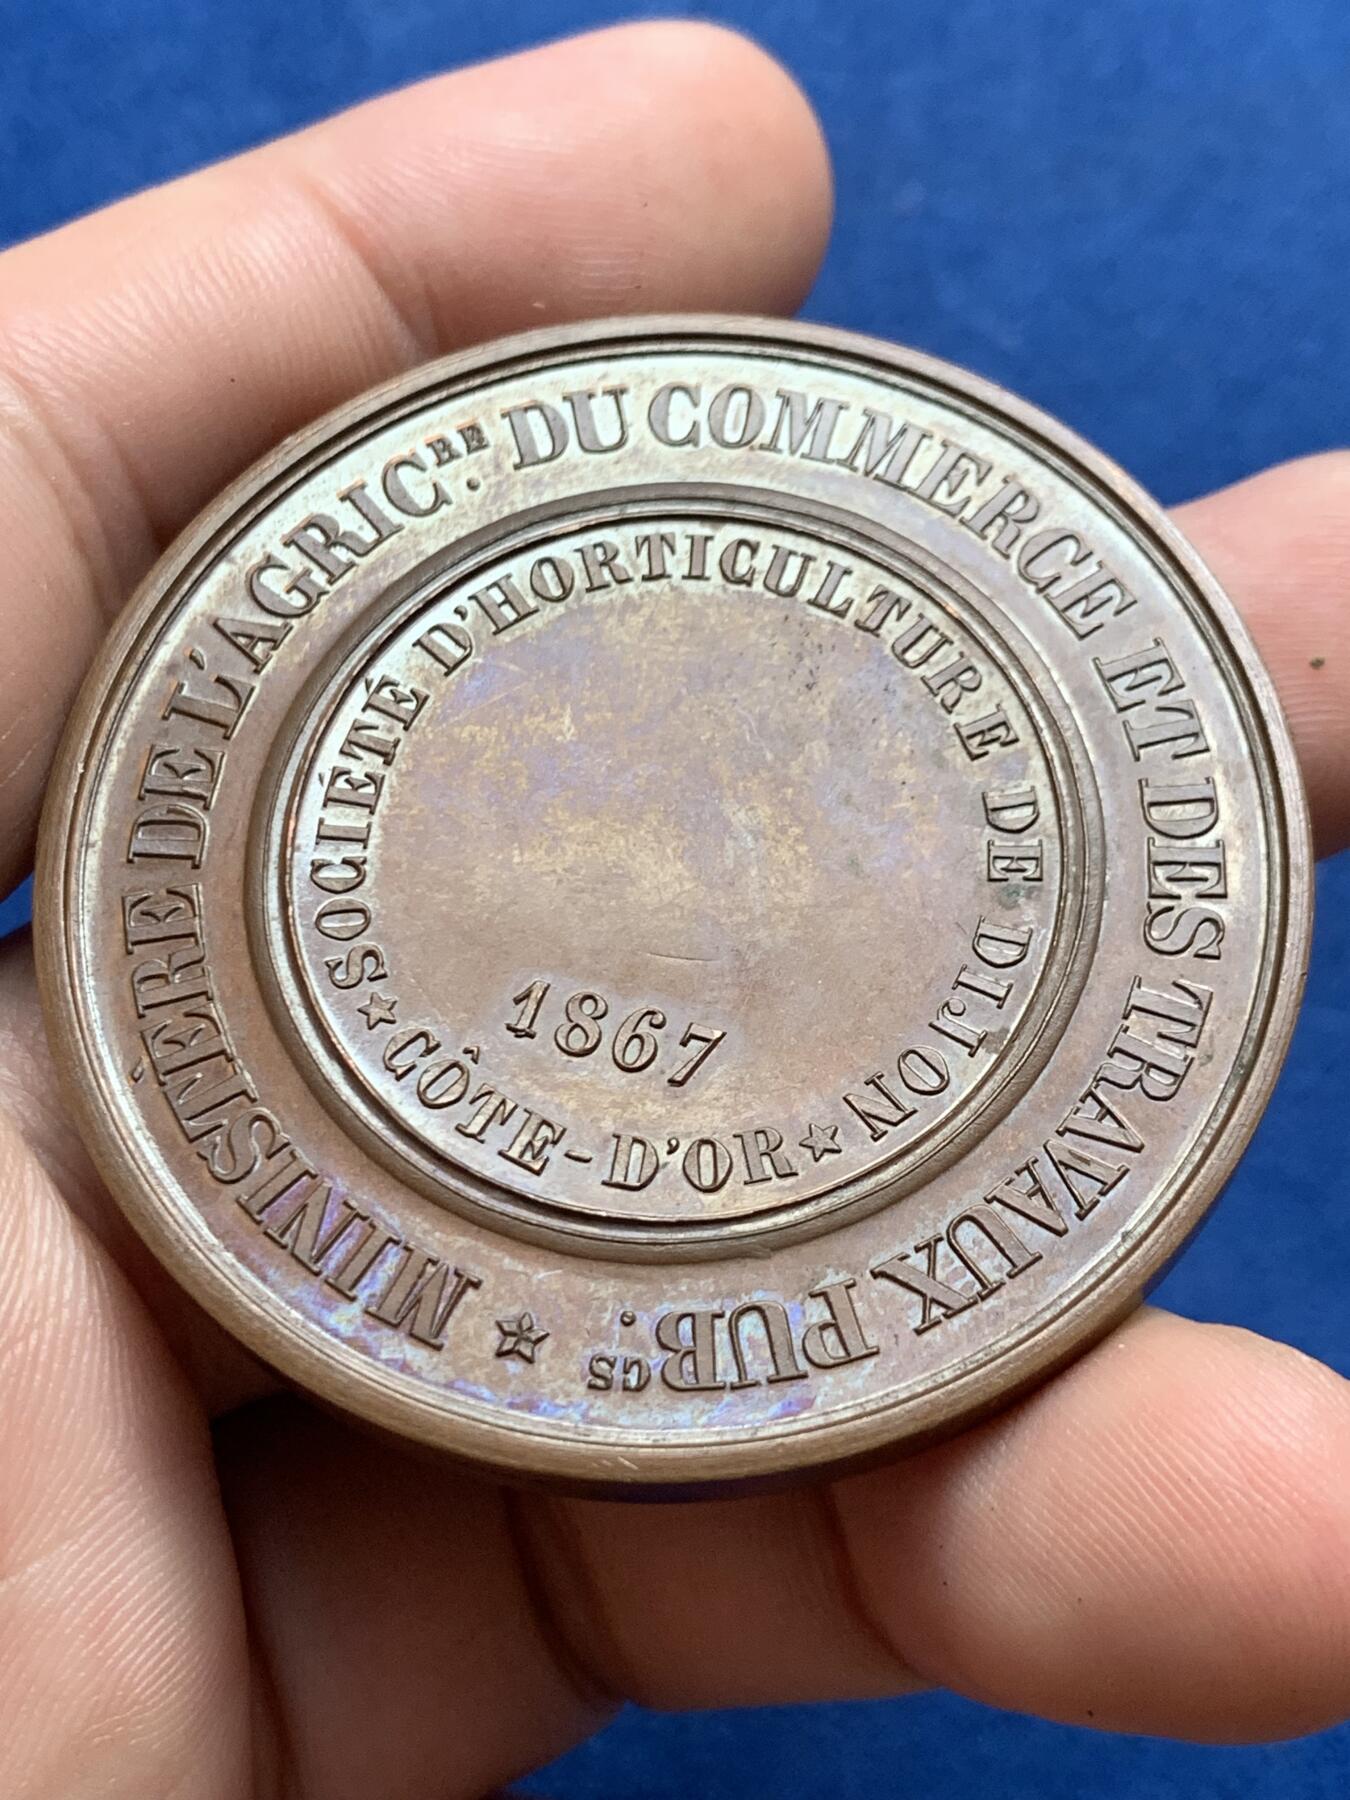 MINISTÈRE DE L'AGRIC.RE DU COMMERCE ET DES TRAVAUX PUB.CS
SOCIÉTÉ D'HORTICULTURE DE DIJON
CÔTE-D'OR
1867